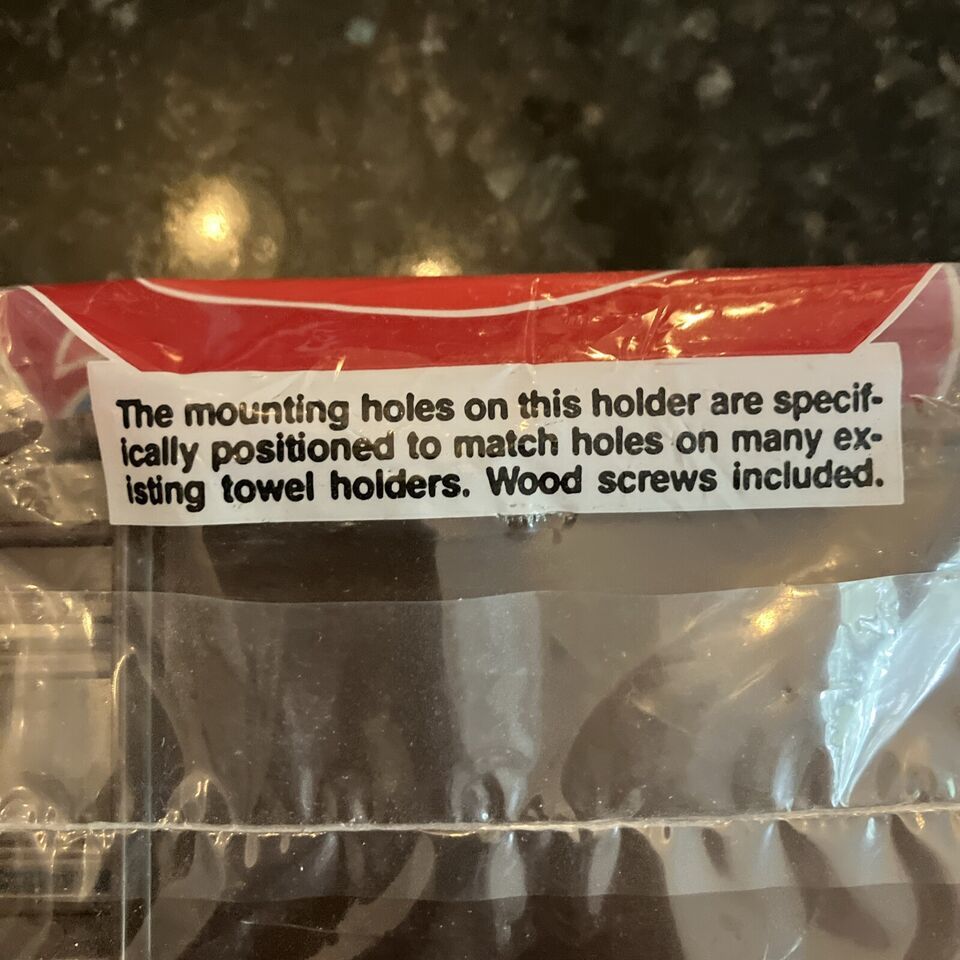 The mounting holes on this holder are specif-
ically positioned to match holes on many ex-
isting towel holders. Wood screws included.